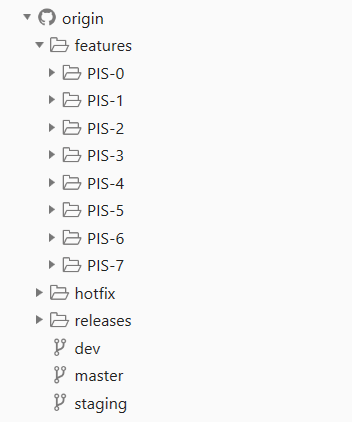 origin
features
PIS-0
PIS-1
PIS-2
PIS-3
PIS-4
PIS-5
PIS-6
PIS-7
hotfix
releases
dev
master
staging